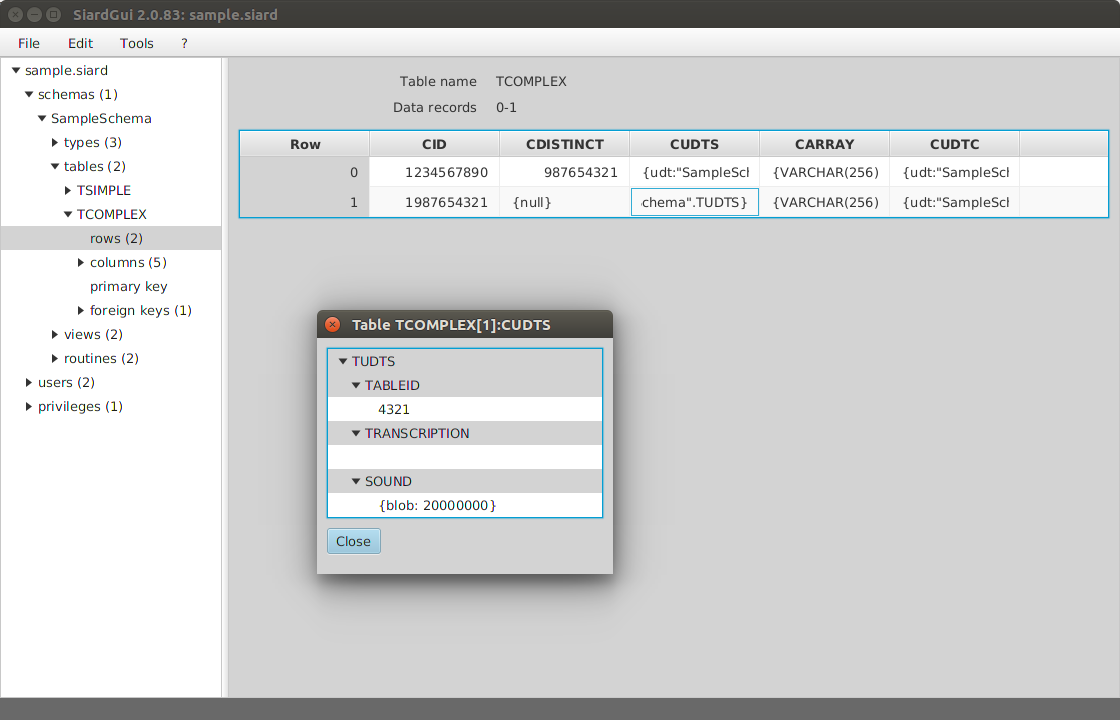 SiardGui 2.0.83: sample.siard
File Edit Tools ?
sample.siard
schemas (1)
SampleSchema
types (3)
tables (2)
TSIMPLE
TCOMPLEX
rows (2)
columns (5)
primary key
foreign keys (1)
views (2)
routines (2)
users (2)
privileges (1)
Table name TCOMPLEX
Data records 0-1
Row CID CDISTINCT CUDTS CARRAY CUDTC
0 1234567890 987654321 {udt:"SampleSch {VARCHAR(256) {udt:"SampleSch
1 1987654321 {null} chema".TUDTS} {VARCHAR(256) {udt:"SampleSch
Table TCOMPLEX[1]:CUDTS
TUDTS
TABLEID
4321
TRANSCRIPTION
SOUND
{blob: 20000000}
Close